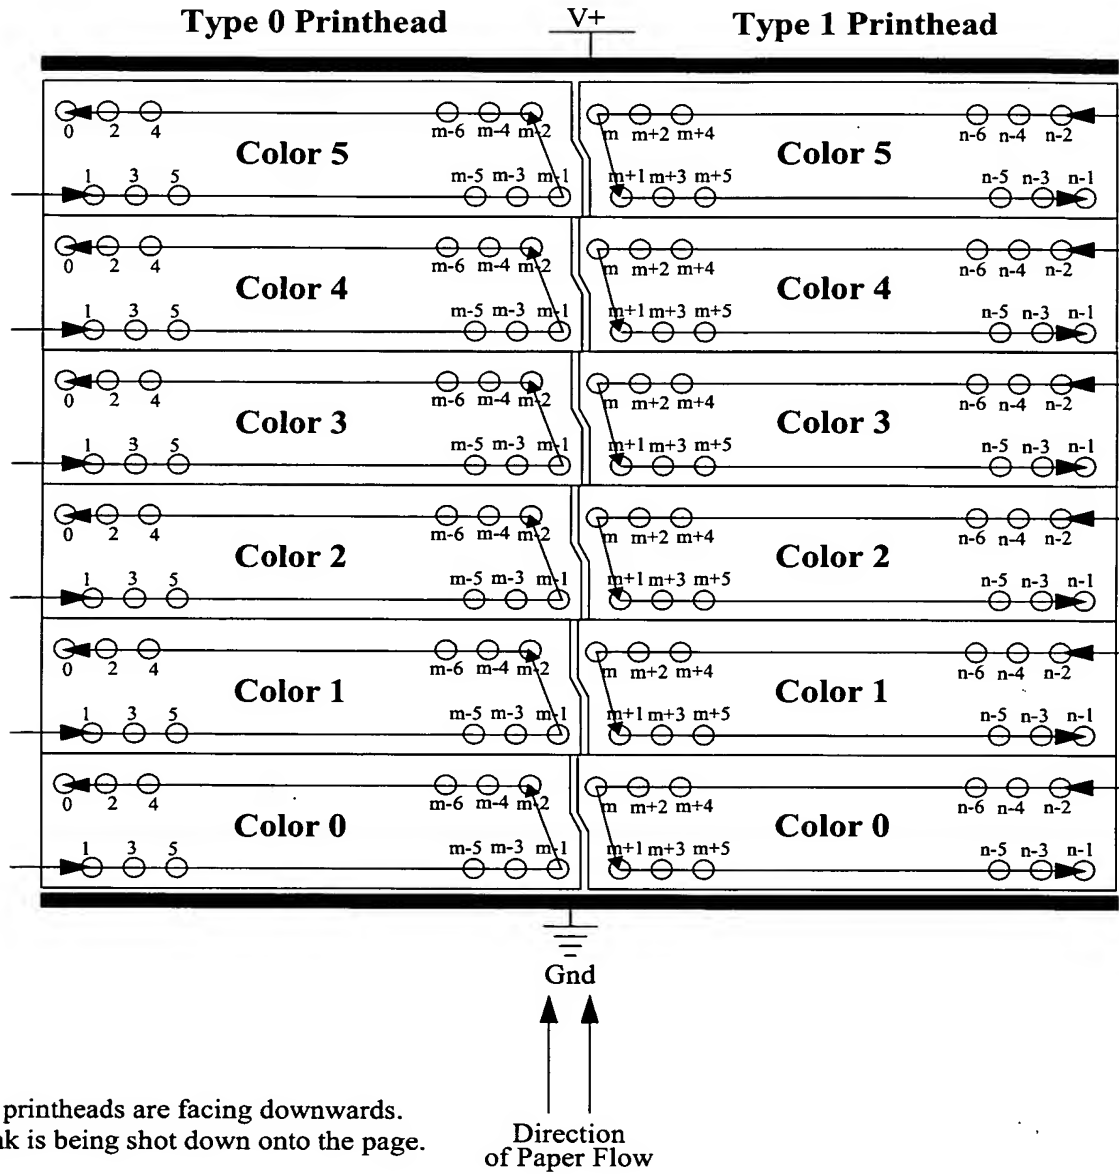 Type 0 Printhead V+ Type 1 Printhead
0 2 4 m-6 m-4 m-2 m m+2 m+4 n-6 n-4 n-2
Color 5 Color 5
1 3 5 m-5 m-3 m-1 m+1 m+3 m+5 n-5 n-3 n-1
0 2 4 m-6 m-4 m-2 m m+2 m+4 n-6 n-4 n-2
Color 4 Color 4
1 3 5 m-5 m-3 m-1 m+1 m+3 m+5 n-5 n-3 n-1
0 2 4 m-6 m-4 m-2 m m+2 m+4 n-6 n-4 n-2
Color 3 Color 3
1 3 5 m-5 m-3 m-1 m+1 m+3 m+5 n-5 n-3 n-1
0 2 4 m-6 m-4 m-2 m m+2 m+4 n-6 n-4 n-2
Color 2 Color 2
1 3 5 m-5 m-3 m-1 m+1 m+3 m+5 n-5 n-3 n-1
0 2 4 m-6 m-4 m-2 m m+2 m+4 n-6 n-4 n-2
Color 1 Color 1
1 3 5 m-5 m-3 m-1 m+1 m+3 m+5 n-5 n-3 n-1
0 2 4 m-6 m-4 m-2 m m+2 m+4 n-6 n-4 n-2
Color 0 Color 0
1 3 5 m-5 m-3 m-1 m+1 m+3 m+5 n-5 n-3 n-1
Gnd
printheads are facing downwards.
is being shot down onto the page.
Direction
of Paper Flow